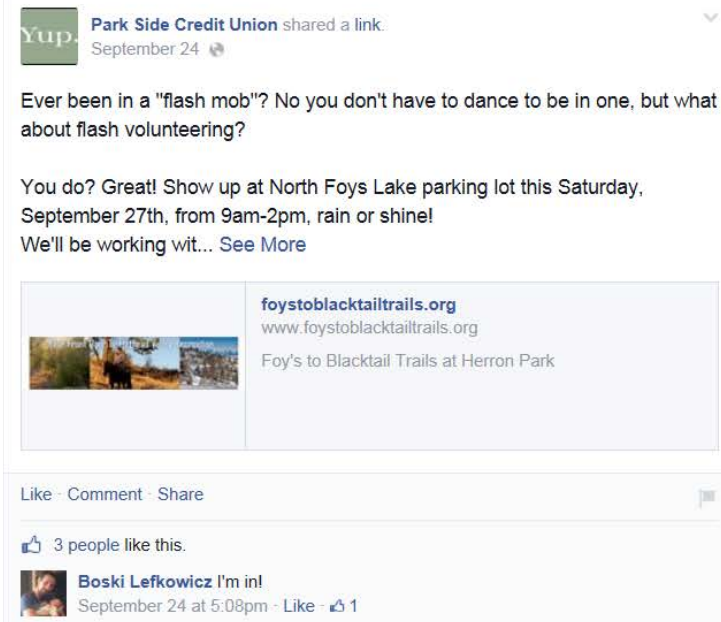 Yup.
Park Side Credit Union shared a link.
September 24
Ever been in a "flash mob"? No you don't have to dance to be in one, but what
about flash volunteering?
You do? Great! Show up at North Foys Lake parking lot this Saturday,
September 27th, from 9am-2pm, rain or shine!
We'll be working wit... See More
foystoblacktailtrails.org
www.foystoblacktailtrails.org
Foy's to Blacktail Trails at Herron Park
Like · Comment · Share
3 people like this.
Boski Lefkowicz I'm in!
September 24 at 5:08pm · Like · 1